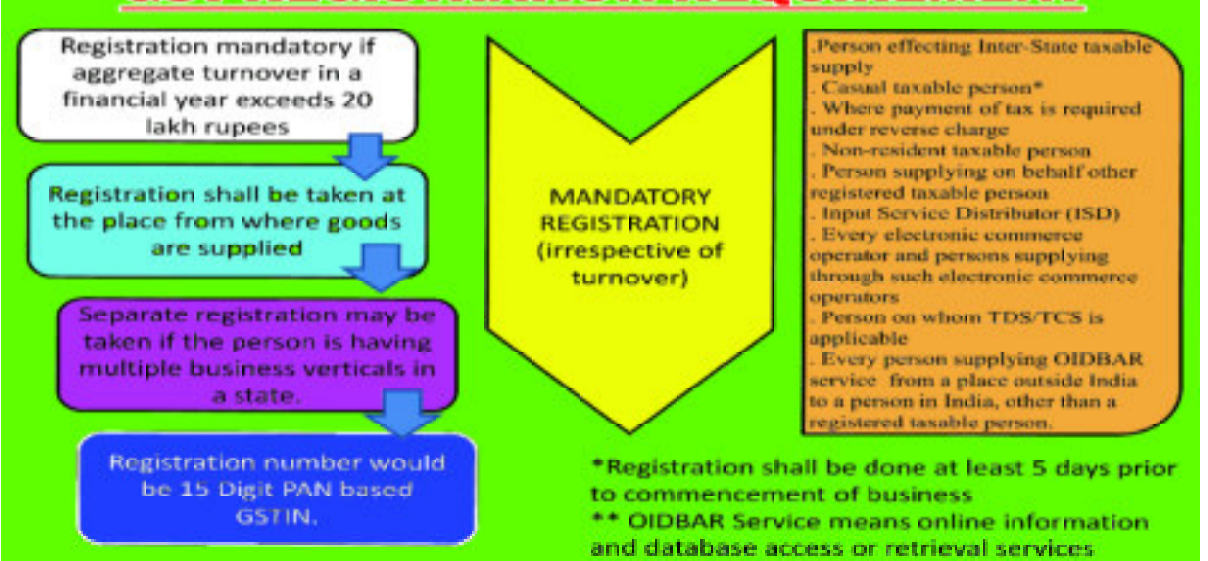 GST REGISTRATION REQUIREMENT
Registration mandatory if
aggregate turnover in a
financial year exceeds 20
lakh rupees
Registration shall be taken at
the place from where goods
are supplied
Separate registration may be
taken if the person is having
multiple business verticals in
a state.
Registration number would
be 15 Digit PAN based
GSTIN.
MANDATORY
REGISTRATION
(irrespective of
turnover)
.Person effecting Inter-State taxable
supply
. Casual taxable person*
. Where payment of tax is required
under reverse charge
. Non-resident taxable person
. Person supplying on behalf other
registered taxable person
. Input Service Distributor (ISD)
. Every electronic commerce
operator and persons supplying
through such electronic commerce
operators
. Person on whom TDS/TCS is
applicable
. Every person supplying OIDBAR
service from a place outside India
to a person in India, other than a
registered taxable person.
*Registration shall be done at least 5 days prior
to commencement of business
** OIDBAR Service means online information
and database access or retrieval services